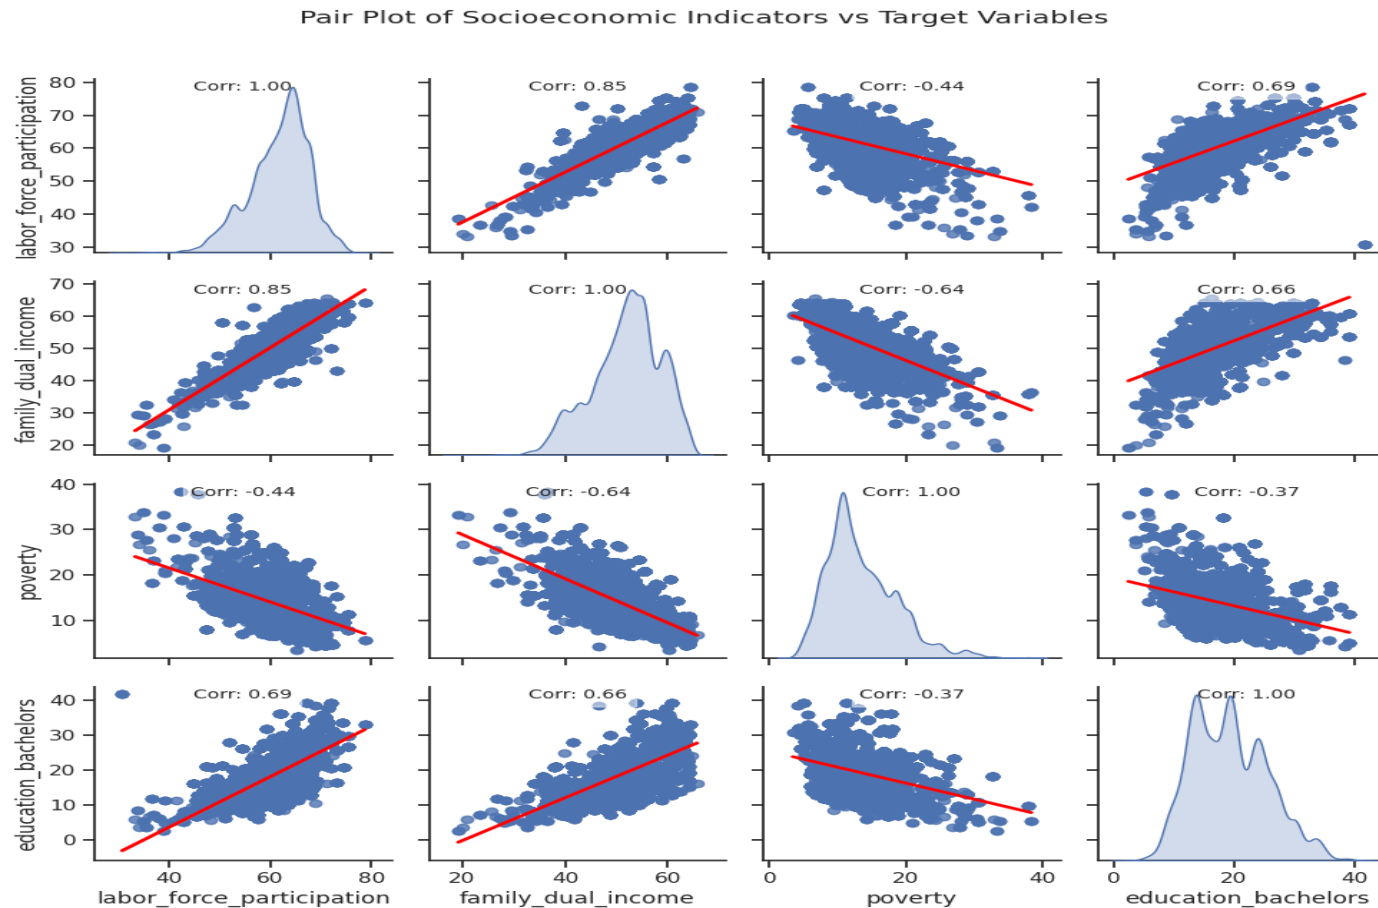 Pair Plot of Socioeconomic Indicators vs Target Variables
Corr: 1.00
Corr: 0.85
Corr: -0.44
Corr: 0.69
labor_force_participation
80
70
60
50
40
30
Corr: 0.85
Corr: 1.00
Corr: -0.64
Corr: 0.66
family_dual_income
70
60
50
40
30
20
Corr: -0.44
Corr: -0.64
Corr: 1.00
Corr: -0.37
poverty
40
30
20
10
Corr: 0.69
Corr: 0.66
Corr: -0.37
Corr: 1.00
education_bachelors
40
30
20
10
0
40 60 80
20 40 60
0 20 40
0 20 40
labor_force_participation
family_dual_income
poverty
education_bachelors